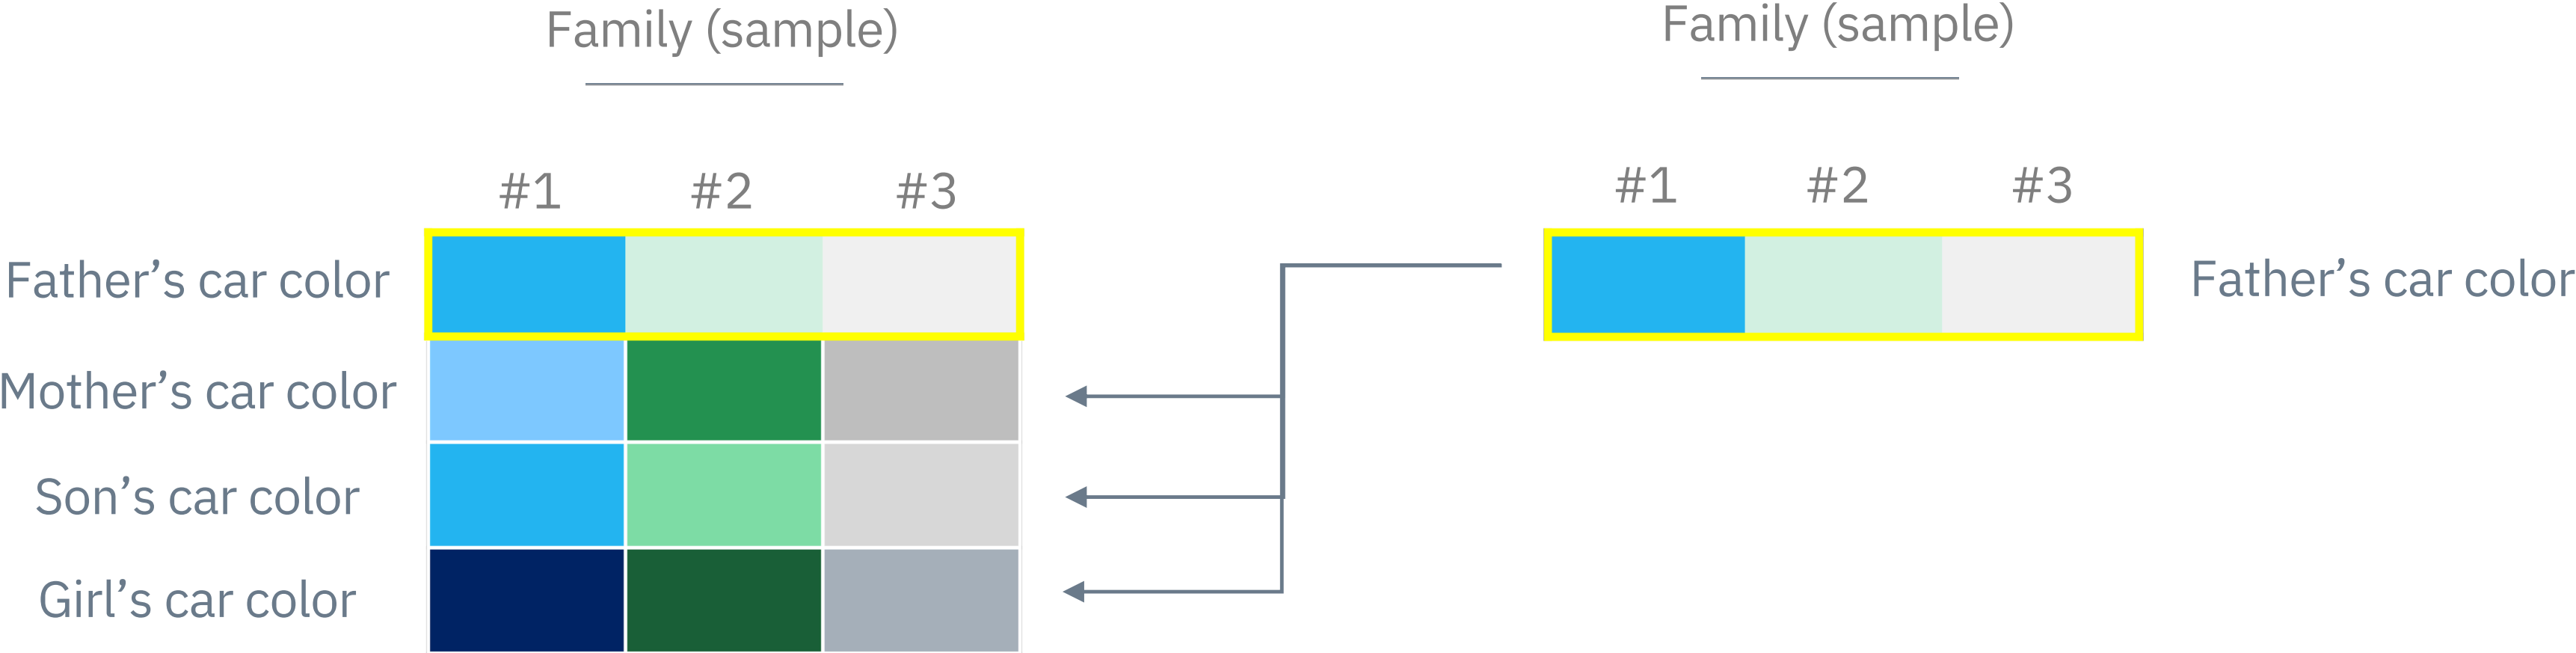 Family (sample)
#1 #2 #3
Father’s car color
Mother’s car color
Son’s car color
Girl’s car color
Family (sample)
#1 #2 #3
Father’s car color